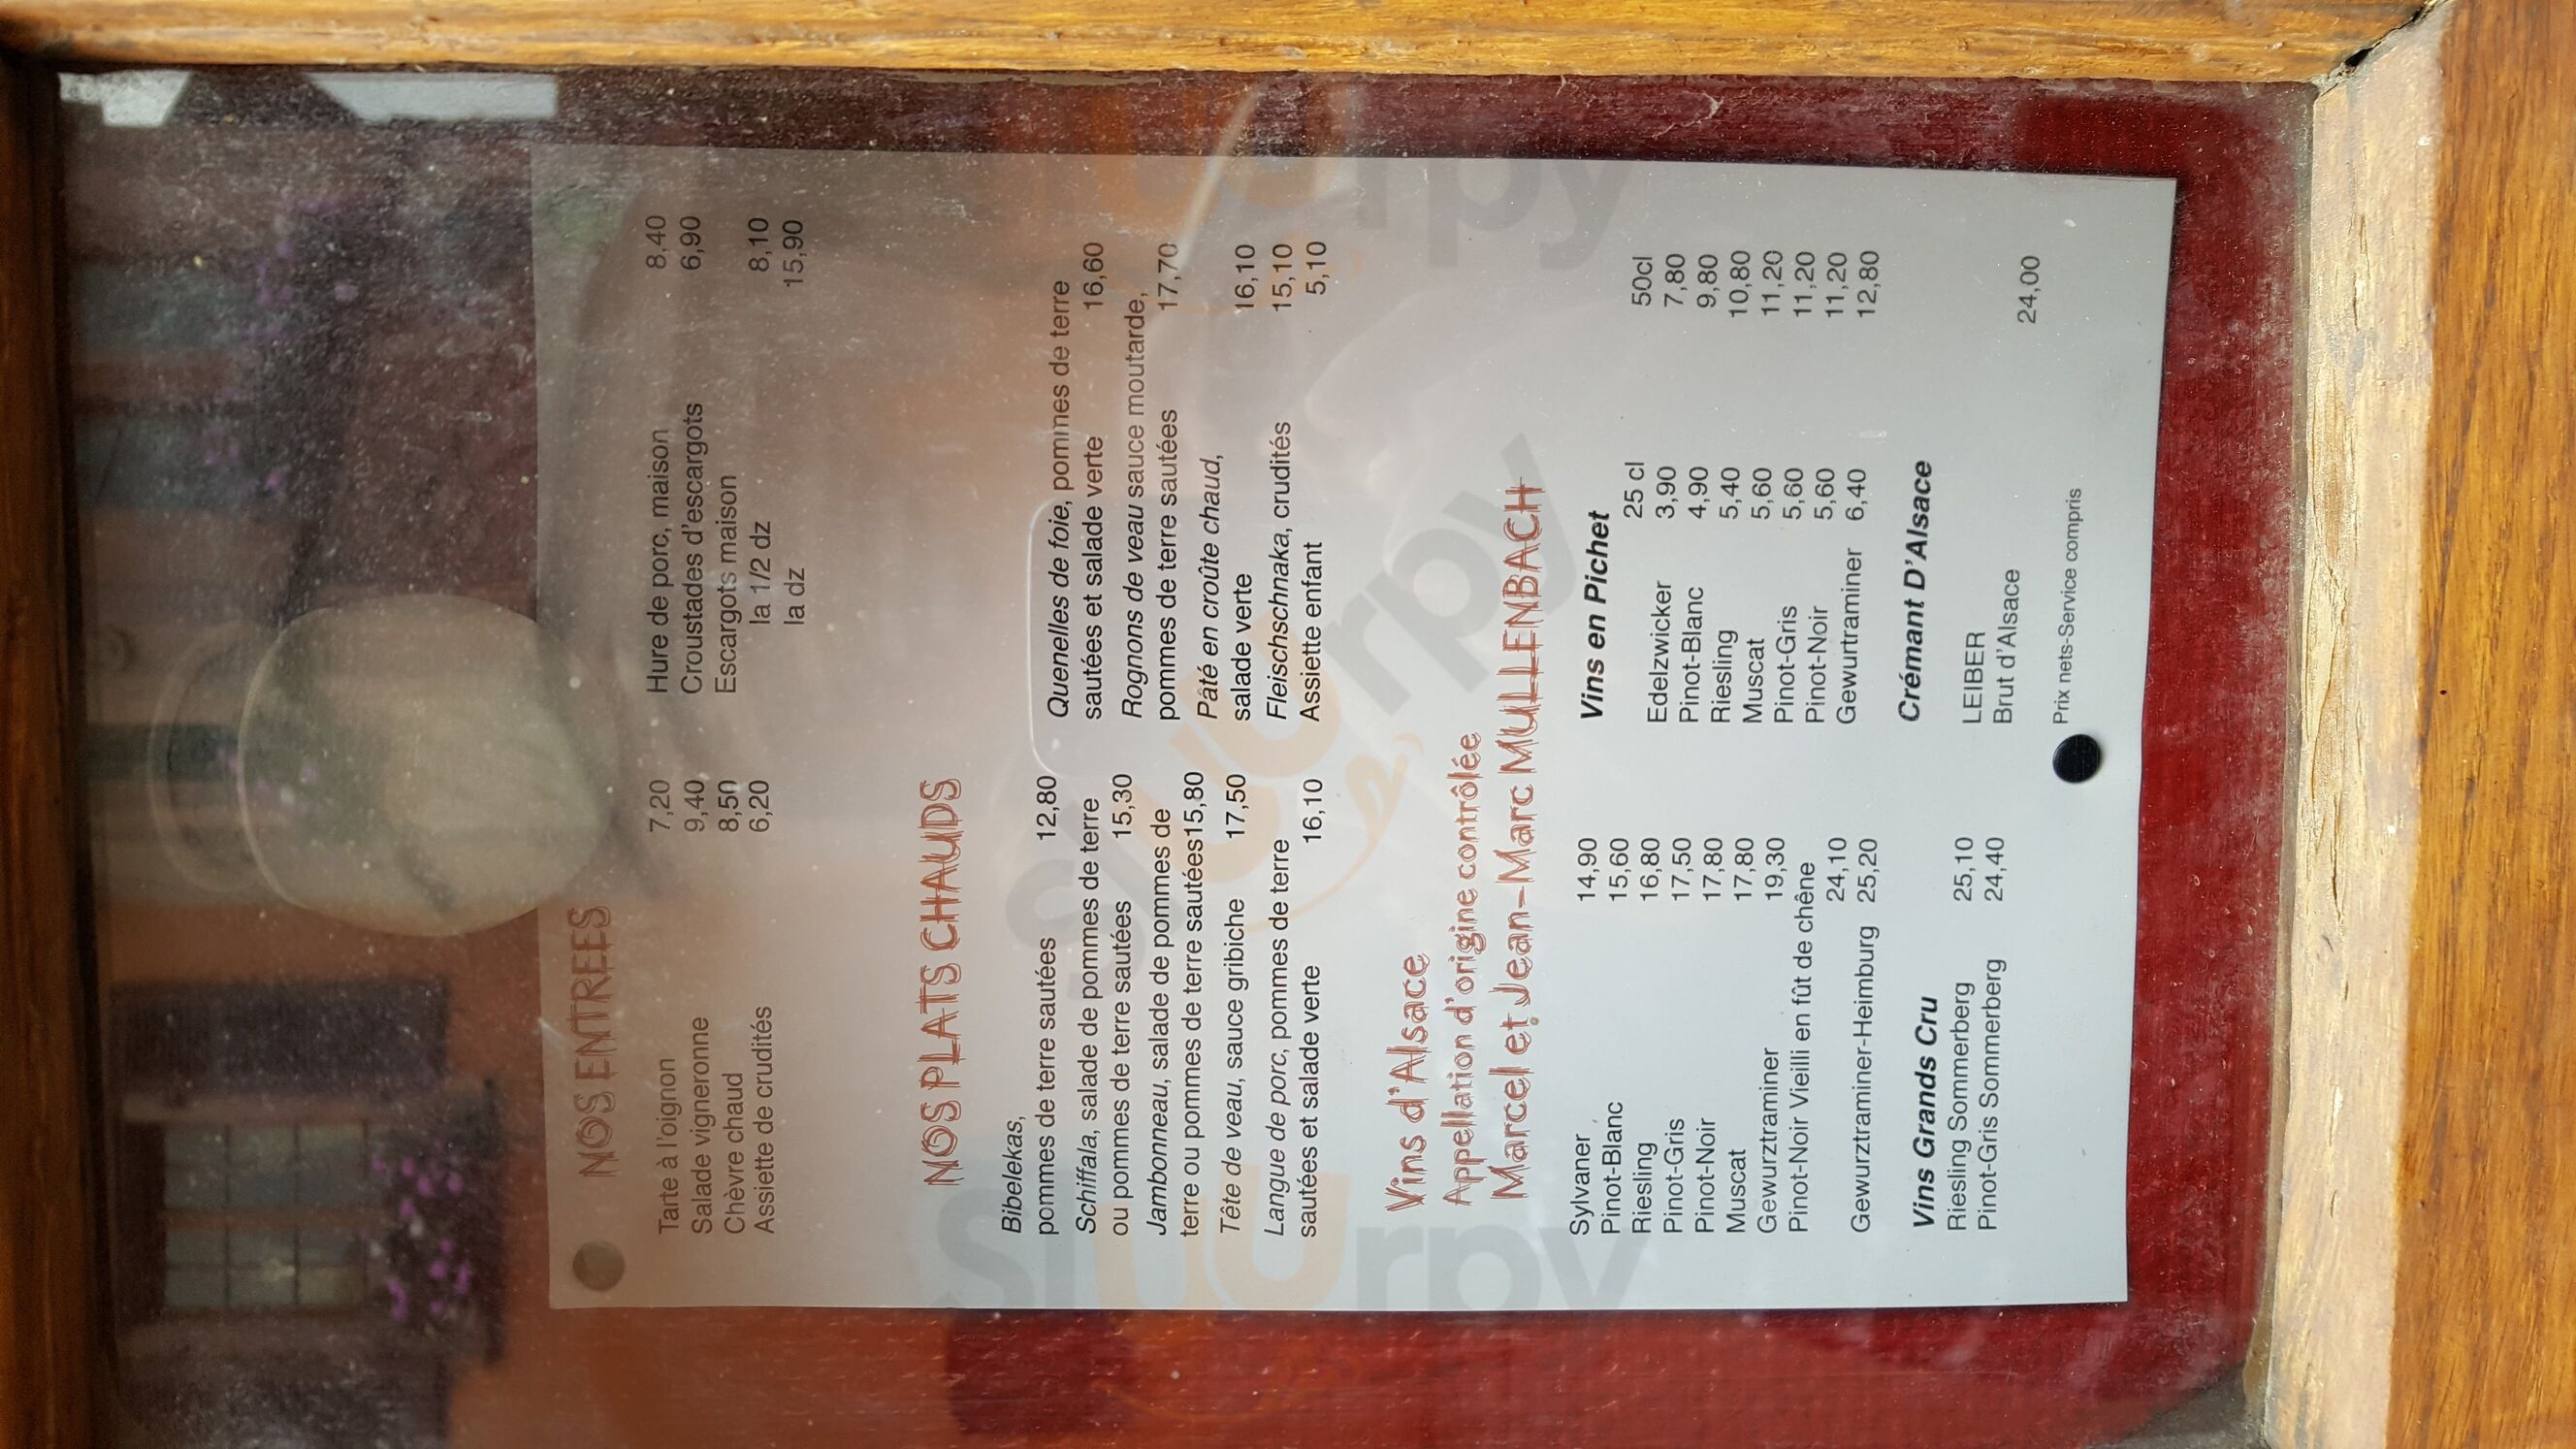 NOS ENTREES
Tarte à l'oignon 7,20
Salade vigneronne 9,40
Chèvre chaud 8,50
Assiette de crudités 6,20
Hure de porc, maison 8,40
Croustades d'escargots 6,90
Escargots maison
la 1/2 dz 8,10
la dz 15,90
NOS PLATS CHAUDS
Bibelekas,
pommes de terre sautées 12,80
Schiffala, salade de pommes de terre
ou pommes de terre sautées 15,30
Jambonneau, salade de pommes de
terre ou pommes de terre sautées15,80
Tête de veau, sauce gribiche 17,50
Langue de porc, pommes de terre
sautées et salade verte 16,10
Quenelles de foie, pommes de terre
sautées et salade verte 16,60
Rognons de veau sauce moutarde,
pommes de terre sautées 17,70
Pâté en croûte chaud,
salade verte 16,10
Fleischschnaka, crudités 15,10
Assiette enfant 5,10
Vins d'Alsace
Appellation d'origine contrôlée
Marcel et Jean-Marc MULLENBACH
Sylvaner 14,90
Pinot-Blanc 15,60
Riesling 16,80
Pinot-Gris 17,50
Pinot-Noir 17,80
Muscat 17,80
Gewurztraminer 19,30
Pinot-Noir Vieilli en fût de chêne
24,10
Gewurztraminer-Heimburg 25,20
Vins Grands Cru
Riesling Sommerberg 25,10
Pinot-Gris Sommerberg 24,40
Vins en Pichet
25 cl 50cl
Edelzwicker 3,90 7,80
Pinot-Blanc 4,90 9,80
Riesling 5,40 10,80
Muscat 5,60 11,20
Pinot-Gris 5,60 11,20
Pinot-Noir 5,60 11,20
Gewurtraminer 6,40 12,80
Crémant D'Alsace
LEIBER
Brut d'Alsace 24,00
Prix nets-Service compris
Sluurpy
Sluurpy
Sluurpy